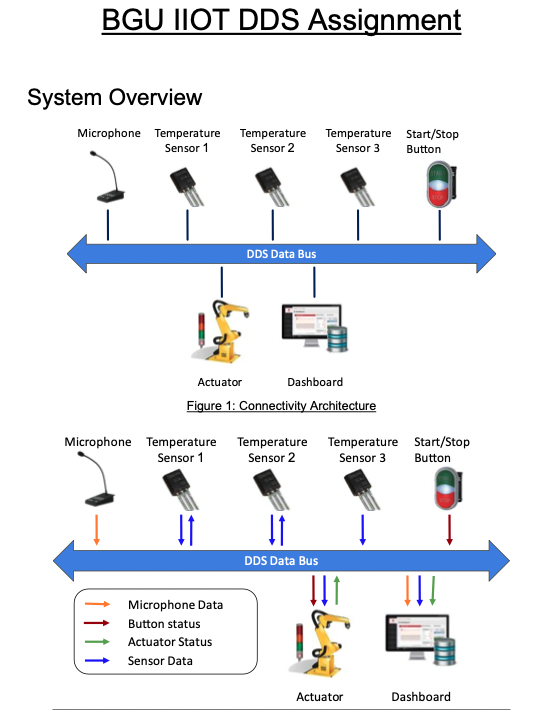 BGU IIOT DDS Assignment
System Overview
Microphone Temperature Temperature Temperature Start/Stop
Sensor 1 Sensor 2 Sensor 3 Button
DDS Data Bus
Actuator Dashboard
Figure 1: Connectivity Architecture
Microphone Temperature Temperature Temperature Start/Stop
Sensor 1 Sensor 2 Sensor 3 Button
DDS Data Bus
Microphone Data
Button status
Actuator Status
Sensor Data
Actuator Dashboard